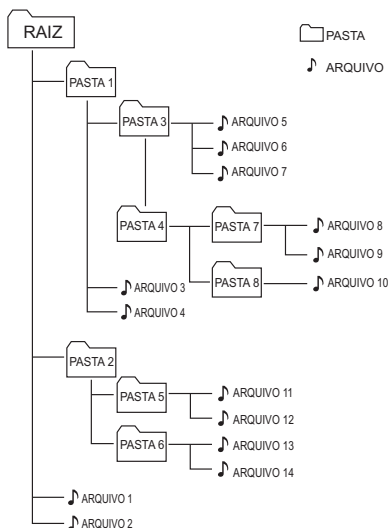 RAIZ
PASTA
ARQUIVO
PASTA 1
PASTA 3
ARQUIVO 5
ARQUIVO 6
ARQUIVO 7
PASTA 4
PASTA 7
ARQUIVO 8
ARQUIVO 9
PASTA 8
ARQUIVO 10
ARQUIVO 3
ARQUIVO 4
PASTA 2
PASTA 5
ARQUIVO 11
ARQUIVO 12
PASTA 6
ARQUIVO 13
ARQUIVO 14
ARQUIVO 1
ARQUIVO 2